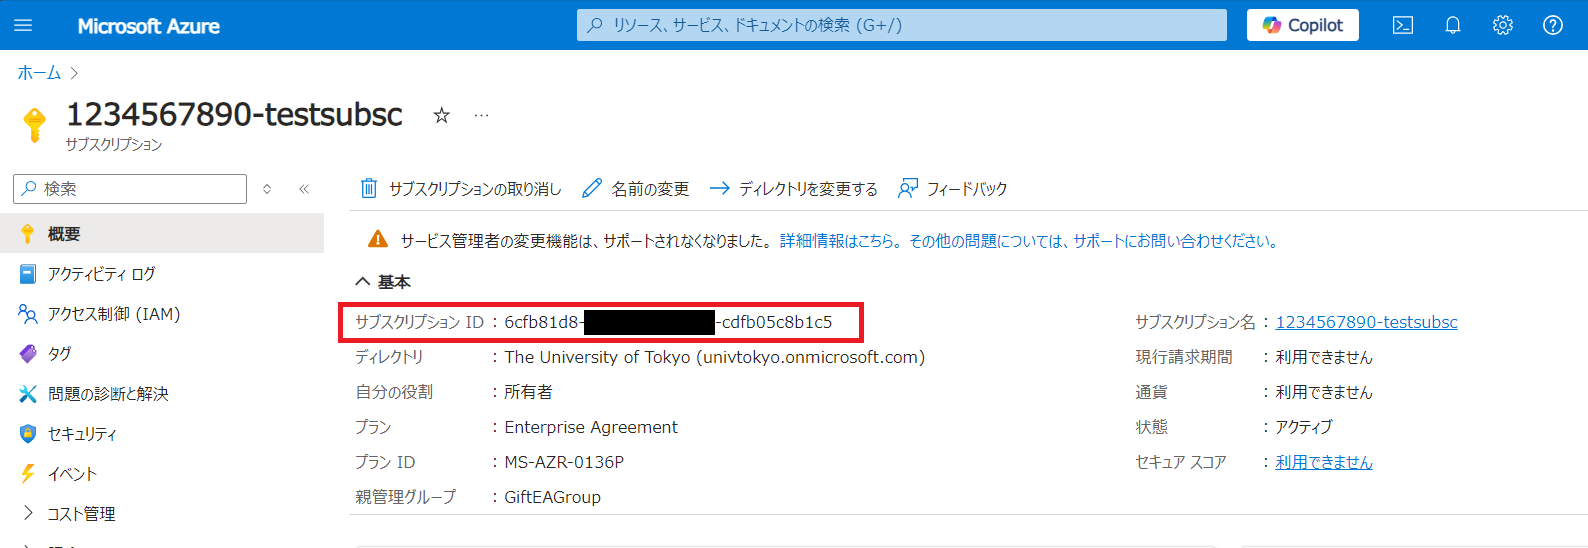 Microsoft Azure
リソース、サービス、ドキュメントの検索 (G+/)
Copilot
ホーム
1234567890-testsubsc
サブスクリプション
検索
サブスクリプションの取り消し
名前の変更
ディレクトリを変更する
フィードバック
概要
アクティビティ ログ
アクセス制御 (IAM)
タグ
問題の診断と解決
セキュリティ
イベント
コスト管理
サービス管理者の変更機能は、サポートされなくなりました。 詳細情報はこちら。 その他の問題については、サポートにお問い合わせください。
基本
サブスクリプション ID : 6cfb81d8- -cdfb05c8b1c5
ディレクトリ : The University of Tokyo (univtokyo.onmicrosoft.com)
自分の役割 : 所有者
プラン : Enterprise Agreement
プラン ID : MS-AZR-0136P
親管理グループ : GiftEAGroup
サブスクリプション名 : 1234567890-testsubsc
現行請求期間 : 利用できません
通貨 : 利用できません
状態 : アクティブ
セキュア スコア : 利用できません